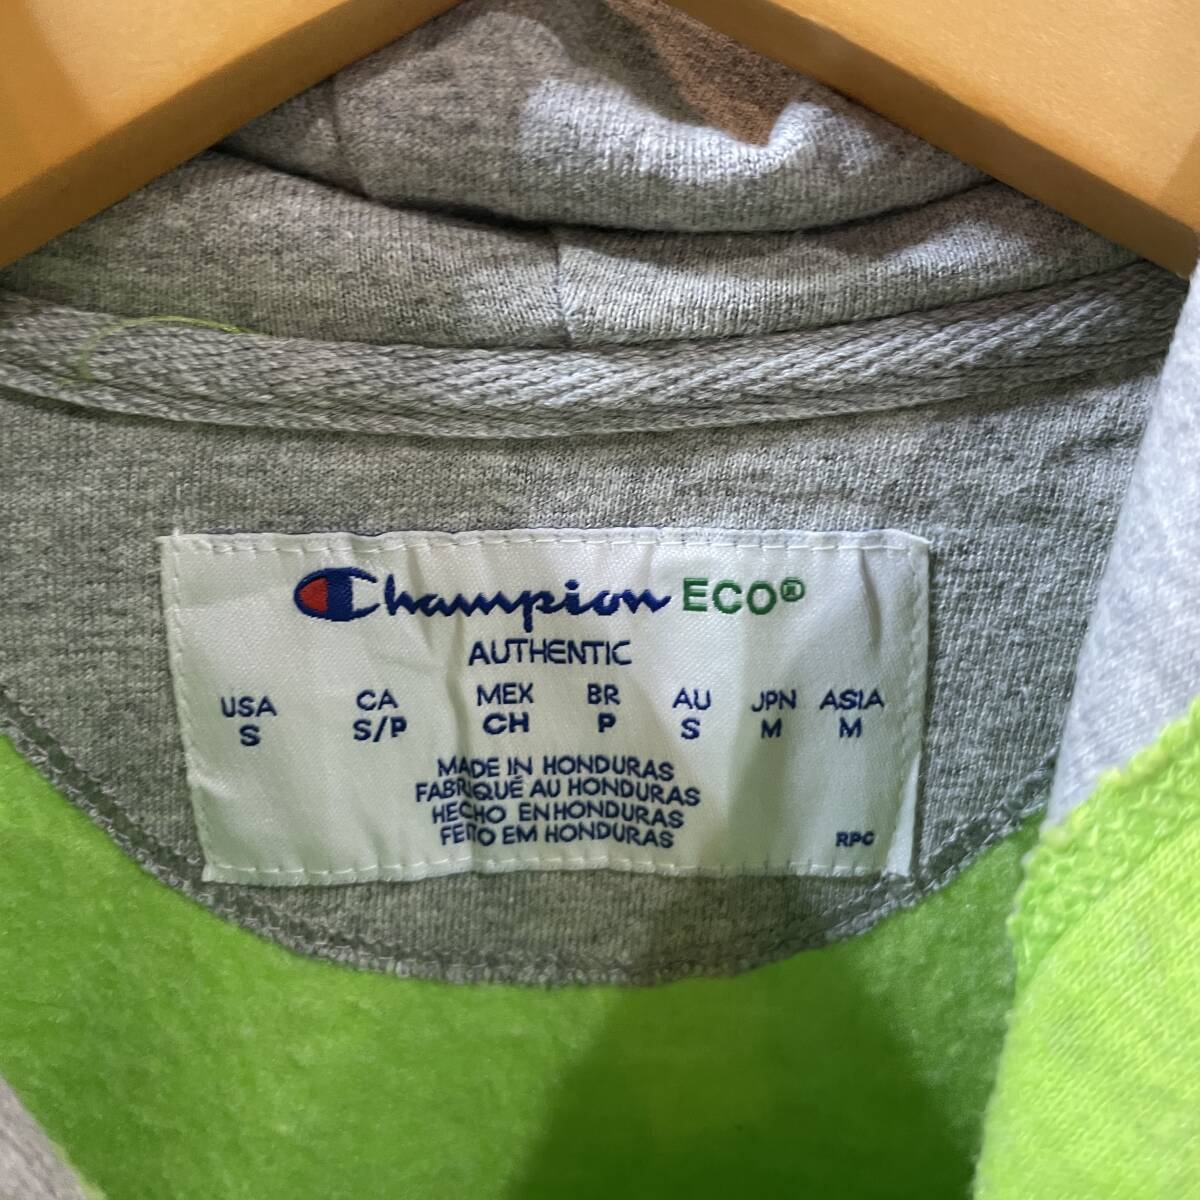 Champion ECO®
AUTHENTIC
USA CA MEX BR AU JPN ASIA
S S/P CH P S M M
MADE IN HONDURAS
FABRIQUÉ AU HONDURAS
HECHO EN HONDURAS
FEITO EM HONDURAS
RPC